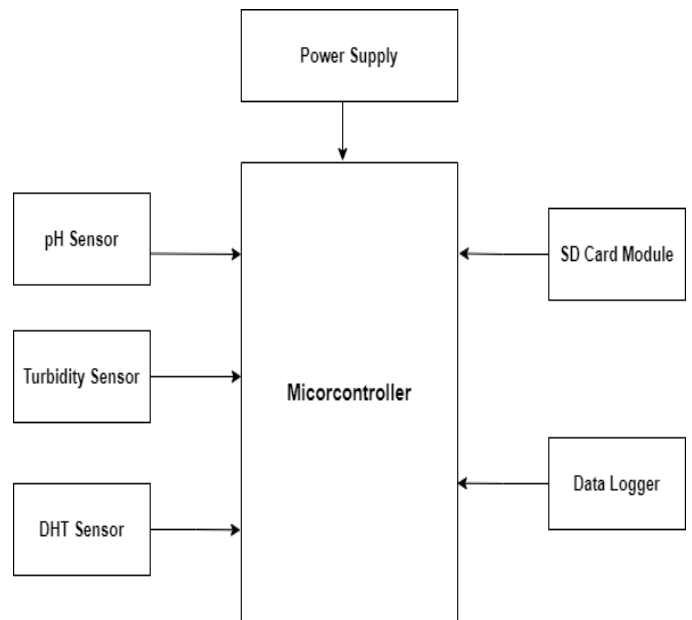 Power Supply
pH Sensor
SD Card Module
Turbidity Sensor
Micorcontroller
Data Logger
DHT Sensor